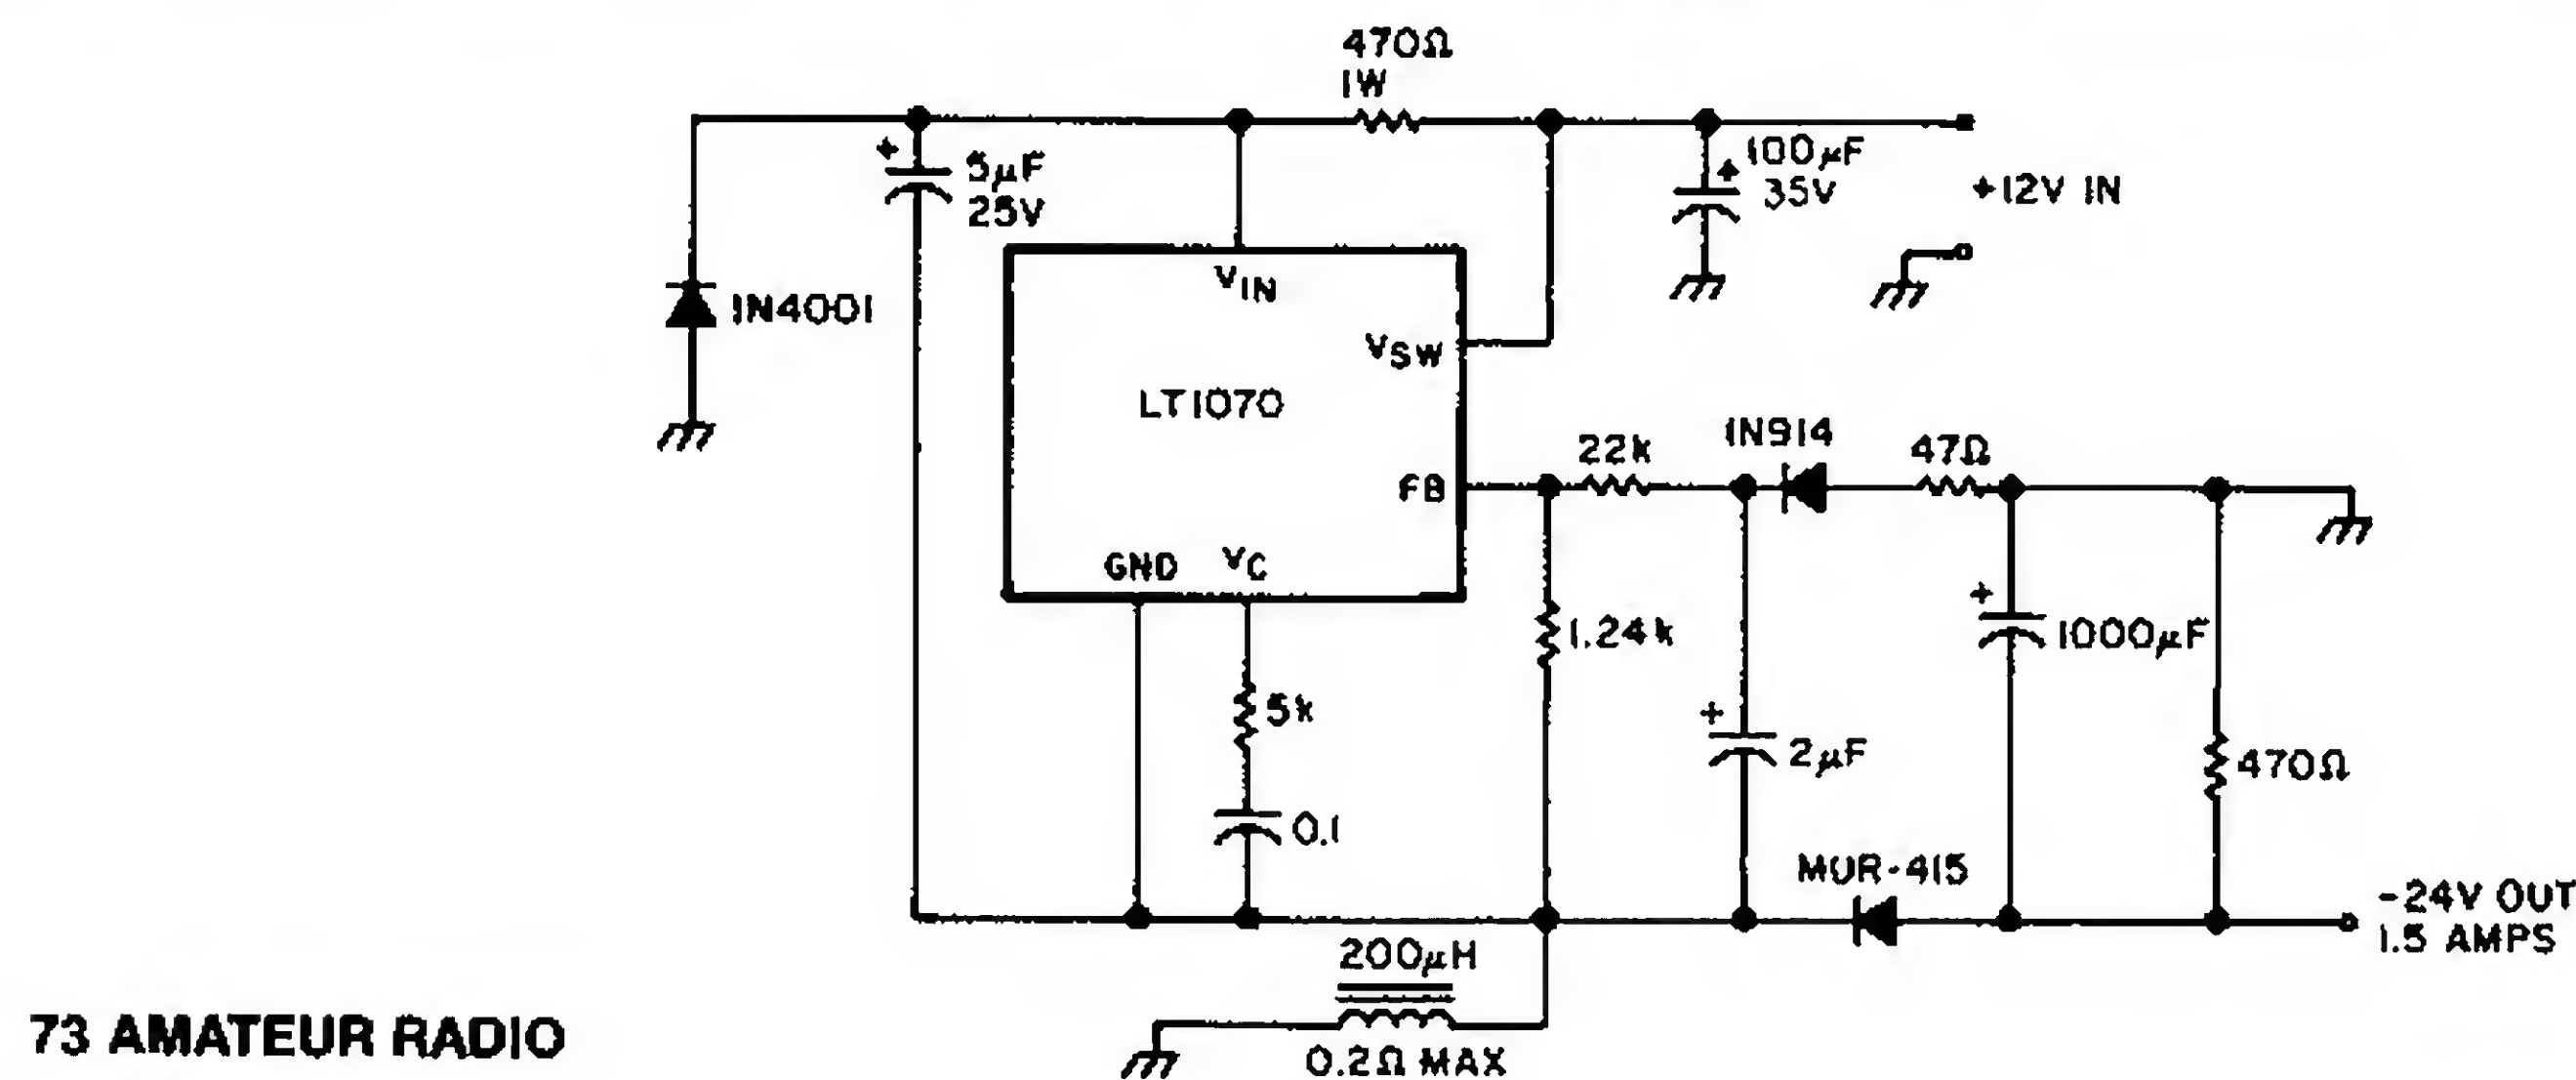 470Ω
1W
5μF
25V
100μF
35V
+12V IN
VIN
1N4001
VSW
LT1070
22k
1N914
47Ω
FB
GND
VC
1.24k
1000μF
5k
2μF
470Ω
0.1
MUR-415
-24V OUT
1.5 AMPS
200μH
0.2Ω MAX
73 AMATEUR RADIO